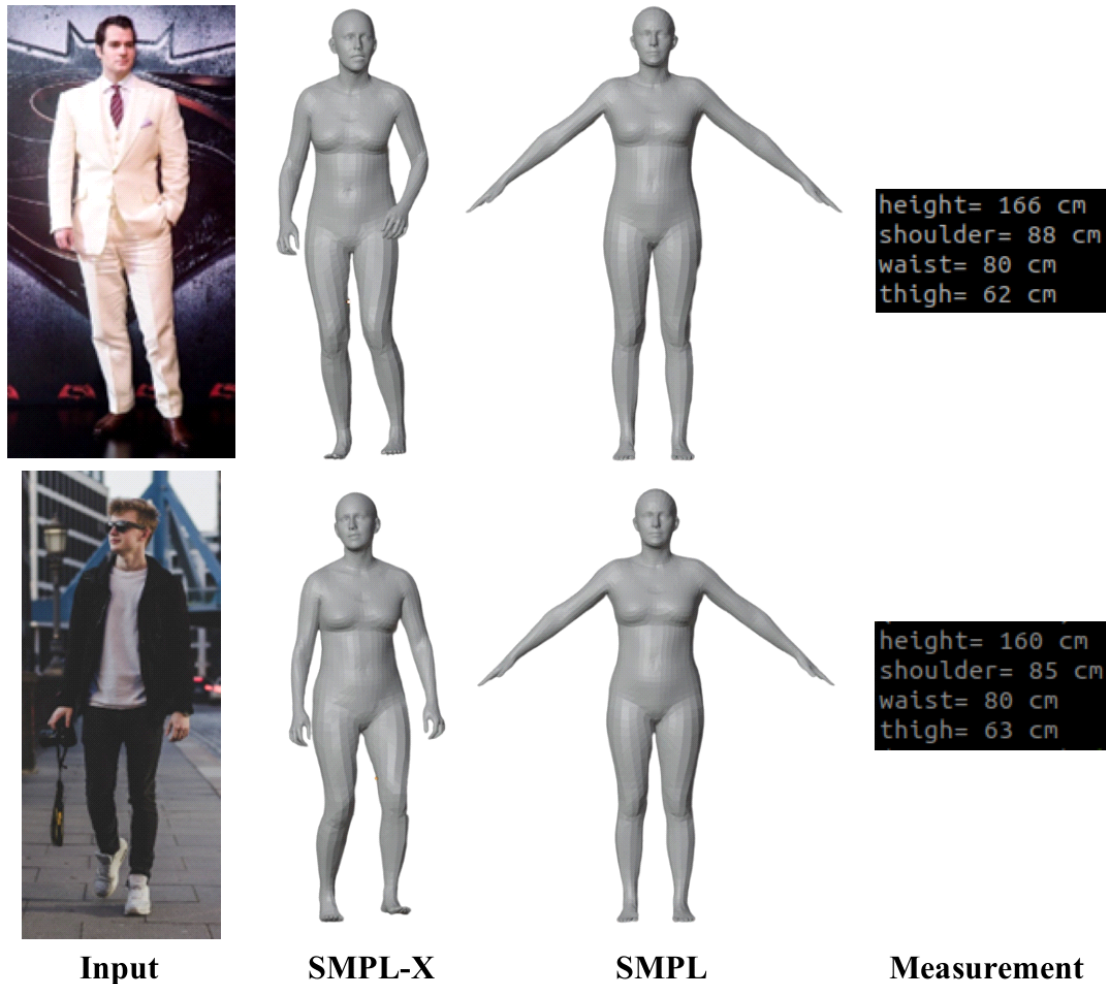 height= 166 cm
shoulder= 88 cm
waist= 80 cm
thigh= 62 cm
height= 160 cm
shoulder= 85 cm
waist= 80 cm
thigh= 63 cm
Input SMPL-X SMPL Measurement